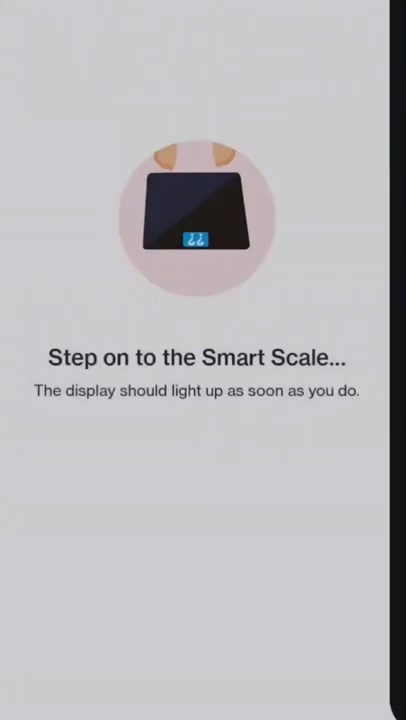 Step on to the Smart Scale...
The display should light up as soon as you do.